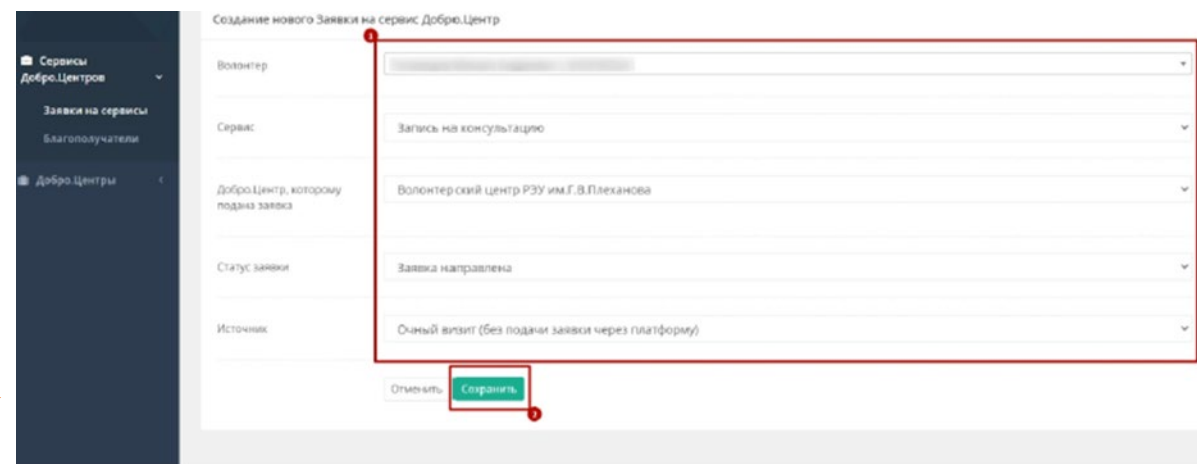 Создание нового Заявки на сервис Добро.Центр
1
Сервисы
Добро.Центров
Заявки на сервисы
Благополучатели
Добро.Центры
Волонтер
Сервис
Запись на консультацию
Добро.Центр, которому
подана заявка
Волонтерский центр РЭУ им.Г.В.Плеханова
Статус заявки
Заявка направлена
Источник
Очный визит (без подачи заявки через платформу)
Отменить
Сохранить
2